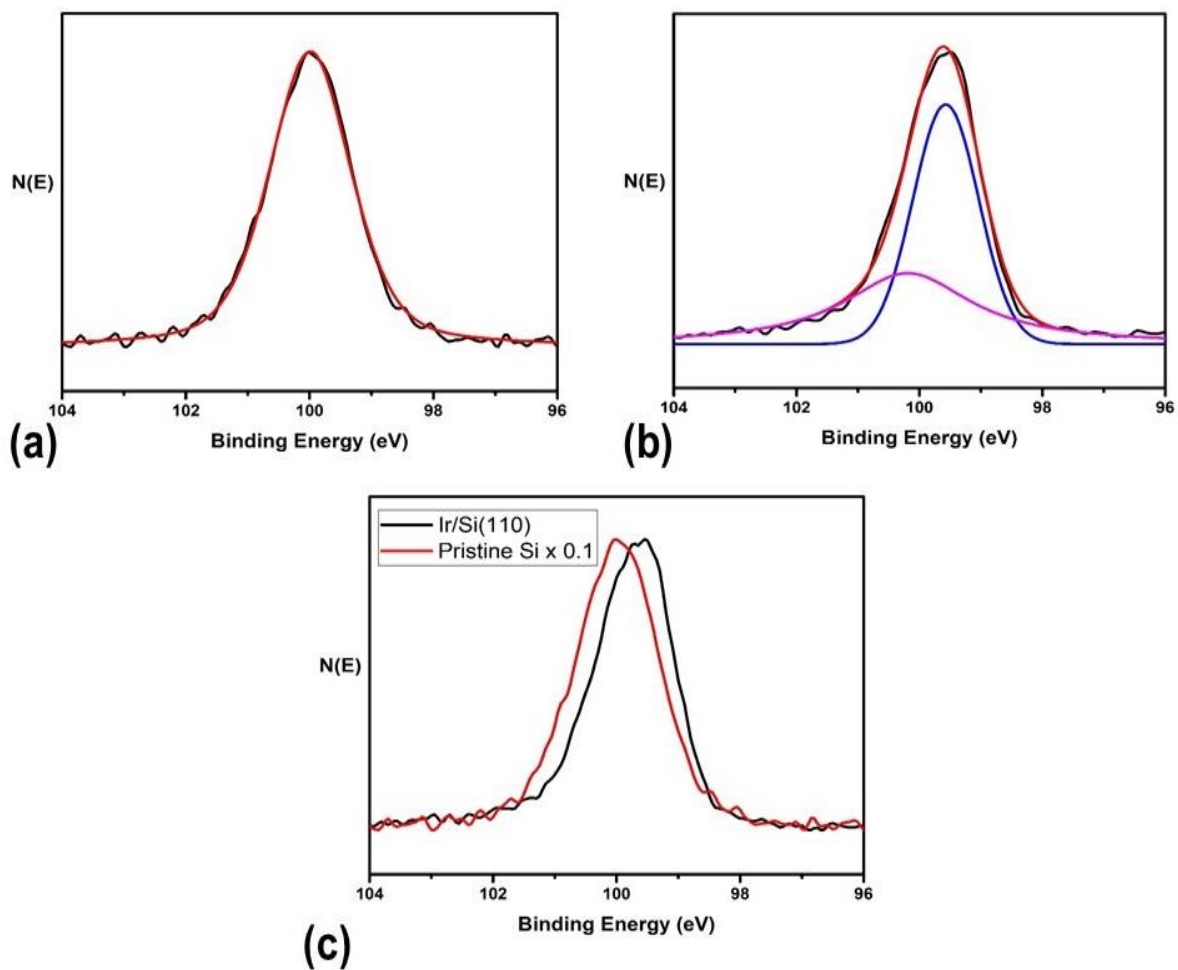 N(E)
104 102 100 98 96
Binding Energy (eV)
(a)
N(E)
104 102 100 98 96
Binding Energy (eV)
(b)
Ir/Si(110)
Pristine Si x 0.1
N(E)
104 102 100 98 96
Binding Energy (eV)
(c)